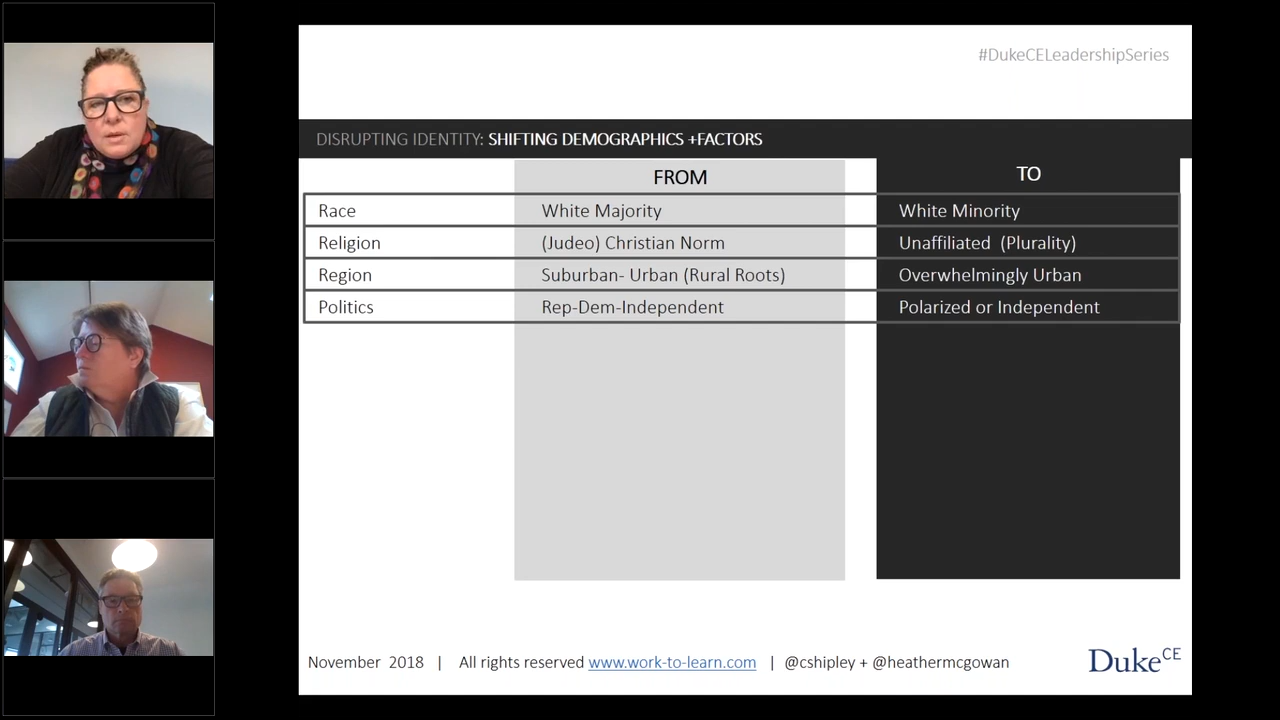 #DukeCELeadershipSeries
DISRUPTING IDENTITY: SHIFTING DEMOGRAPHICS +FACTORS
FROM TO
Race White Majority White Minority
Religion (Judeo) Christian Norm Unaffiliated (Plurality)
Region Suburban- Urban (Rural Roots) Overwhelmingly Urban
Politics Rep-Dem-Independent Polarized or Independent
November 2018 | All rights reserved www.work-to-learn.com | @cshipley + @heathermcgowan
Duke CE